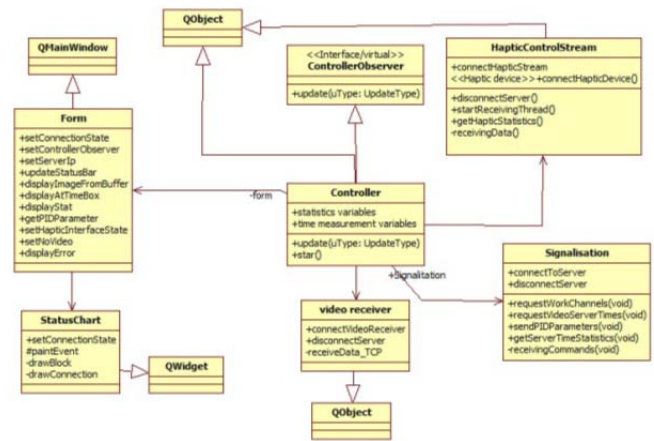 QObject
QMainWindow
<<Interface/virtual>>
ControllerObserver
+update(uType: UpdateType)
HapticControlStream
+connectHapticStream
<<Haptic device>>+connectHapticDevice()
+disconnectServer()
+startReceivingThread()
+getHapticStatistics()
-receivingData()
Form
+setConnectionState
+setControllerObserver
+setServerIp
+updateStatusBar
+displayImageFromBuffer
+displayAtTimeBox
+displayStat
+getPIDParameter
+setHapticInterfaceState
+setNoVideo
+displayError
-form
Controller
+statistics variables
+time measurement variables
+update(uType: UpdateType)
+star()
+Signalitation
Signalisation
+connectToServer
+disconnectServer
+requestWorkChannels(void)
+requestVideoServerTimes(void)
+sendPIDParameters(void)
+getServerTimeStatistics(void)
-receivingCommands(void)
StatusChart
+setConnectionState
#paintEvent
-drawBlock
-drawConnection
QWidget
video receiver
+connectVideoReceiver
+disconnectServer
-receiveData_TCP
QObject